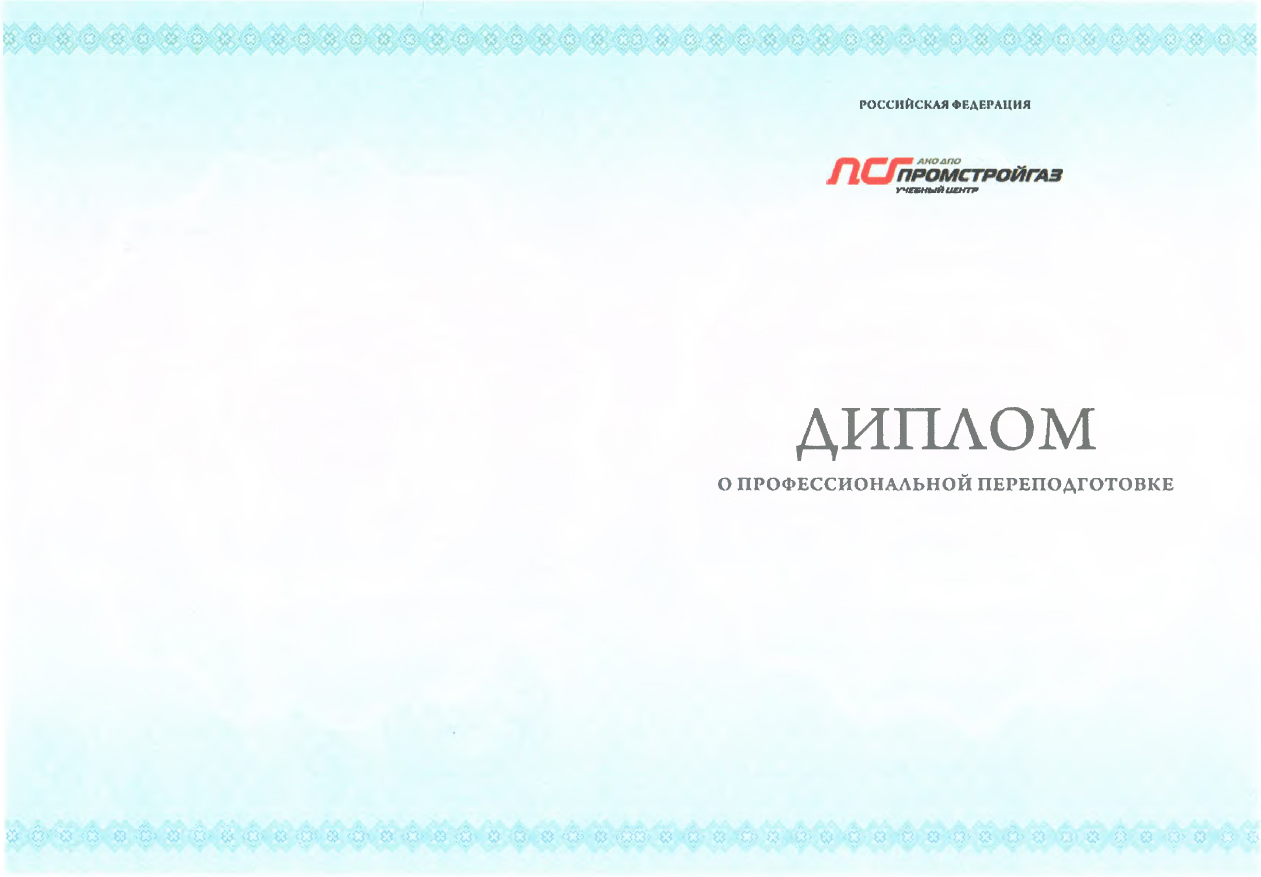 РОССИЙСКАЯ ФЕДЕРАЦИЯ
ПСГ
АНО ДПО
ПРОМСТРОЙГАЗ
УЧЕБНЫЙ ЦЕНТР
ДИПЛОМ
О ПРОФЕССИОНАЛЬНОЙ ПЕРЕПОДГОТОВКЕ